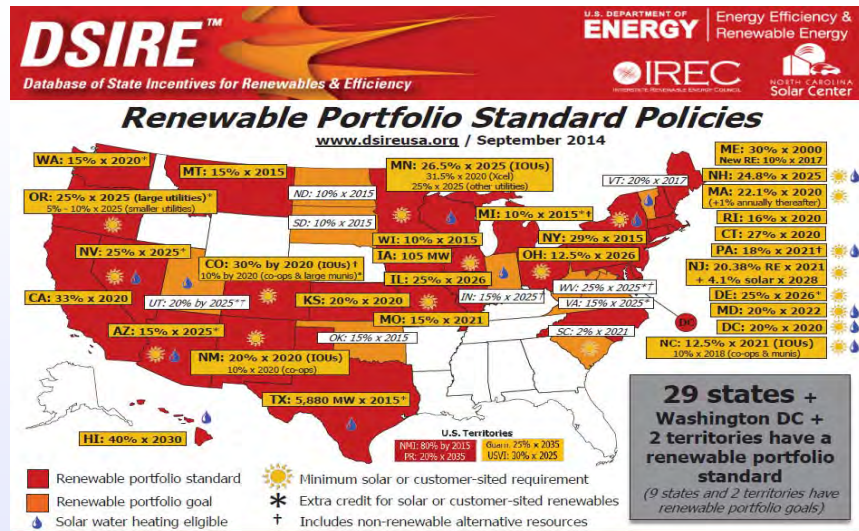 DSIRE™
Database of State Incentives for Renewables & Efficiency
U.S. DEPARTMENT OF
ENERGY
Energy Efficiency &
Renewable Energy
IREC
INTERSTATE RENEWABLE ENERGY COUNCIL
NORTH CAROLINA
Solar Center
Renewable Portfolio Standard Policies
www.dsireusa.org / September 2014
WA: 15% x 2020*
MT: 15% x 2015
MN: 26.5% x 2025 (IOUs)
31.5% x 2020 (Xcel)
25% x 2025 (other utilities)
VT: 20% x 2017
ME: 30% x 2000
New RE: 10% x 2017
NH: 24.8% x 2025
MA: 22.1% x 2020
(+1% annually thereafter)
RI: 16% x 2020
CT: 27% x 2020
PA: 18% x 2021†
NJ: 20.38% RE x 2021
+ 4.1% solar x 2028
DE: 25% x 2026*
MD: 20% x 2022
DC: 20% x 2020
NC: 12.5% x 2021 (IOUs)
10% x 2018 (co-ops & munis)
OR: 25% x 2025 (large utilities)*
5% - 10% x 2025 (smaller utilities)
ND: 10% x 2015
SD: 10% x 2015
MI: 10% x 2015*†
WI: 10% x 2015
NY: 29% x 2015
NV: 25% x 2025*
CO: 30% by 2020 (IOUs)†
10% by 2020 (co-ops & large munis)*
IA: 105 MW
OH: 12.5% x 2026
IL: 25% x 2026
CA: 33% x 2020
UT: 20% by 2025*†
KS: 20% x 2020
IN: 15% x 2025†
WV: 25% x 2025*†
VA: 15% x 2025*
MO: 15% x 2021
DC
AZ: 15% x 2025*
OK: 15% x 2015
SC: 2% x 2021
NM: 20% x 2020 (IOUs)
10% x 2020 (co-ops)
TX: 5,880 MW x 2015*
HI: 40% x 2030
U.S. Territories
NMI: 80% by 2015
PR: 20% x 2035
Guam: 25% x 2035
USVI: 30% x 2025
29 states +
Washington DC +
2 territories have a
renewable portfolio
standard
(9 states and 2 territories have
renewable portfolio goals)
Renewable portfolio standard
Renewable portfolio goal
Solar water heating eligible
Minimum solar or customer-sited requirement
* Extra credit for solar or customer-sited renewables
† Includes non-renewable alternative resources